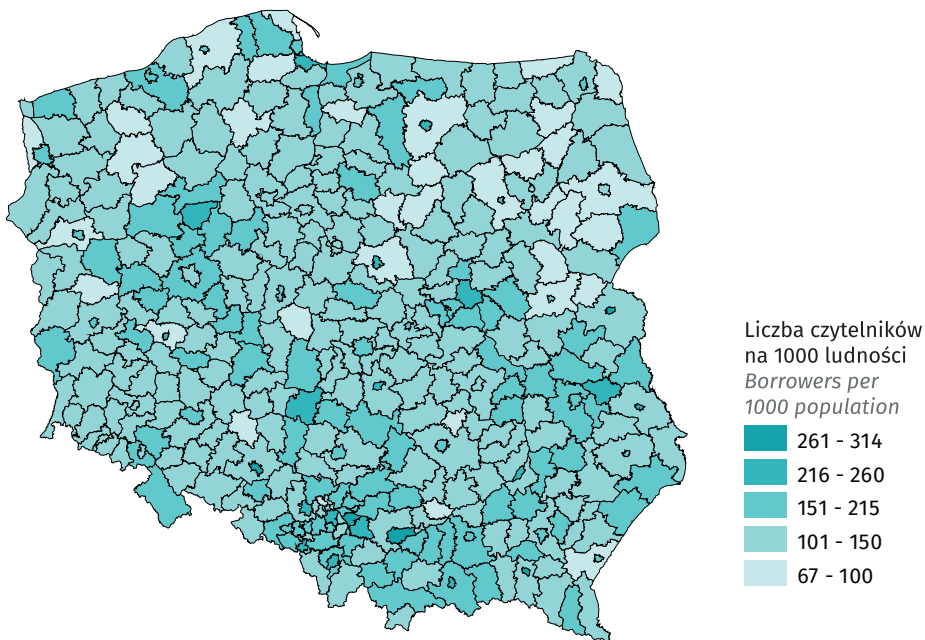 Liczba czytelników
na 1000 ludności
Borrowers per
1000 population
261 - 314
216 - 260
151 - 215
101 - 150
67 - 100